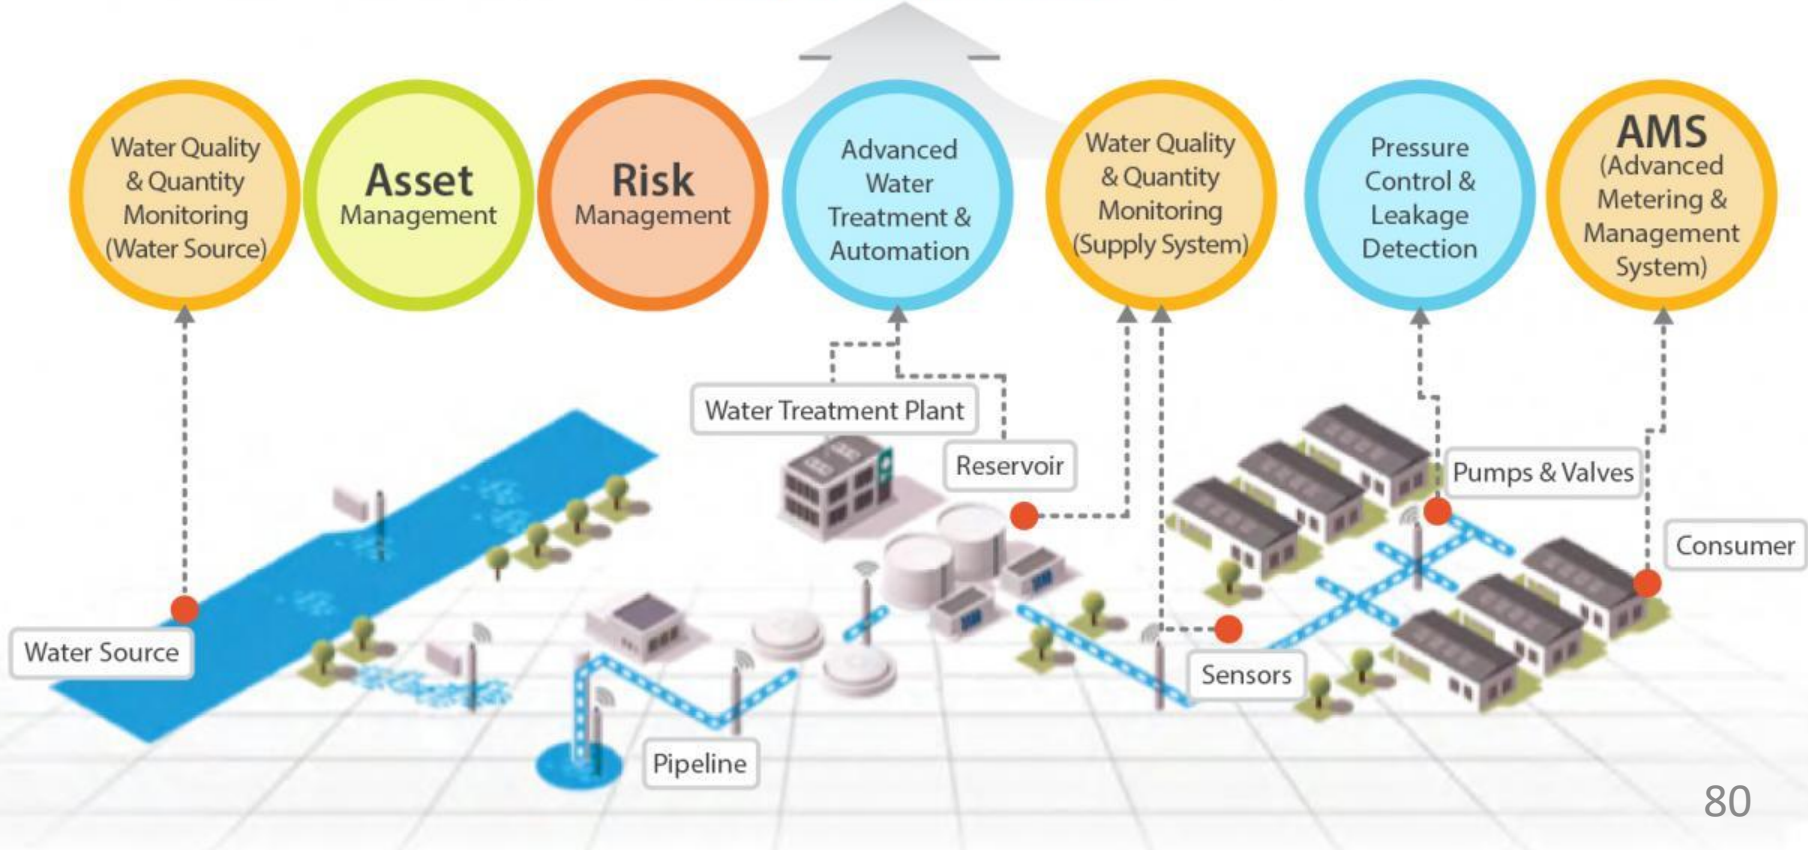 Water Quality
& Quantity
Monitoring
(Water Source)
Asset
Management
Risk
Management
Advanced
Water
Treatment &
Automation
Water Quality
& Quantity
Monitoring
(Supply System)
Pressure
Control &
Leakage
Detection
AMS
(Advanced
Metering &
Management
System)
Water Treatment Plant
Reservoir
Pumps & Valves
Consumer
Water Source
Sensors
Pipeline
80